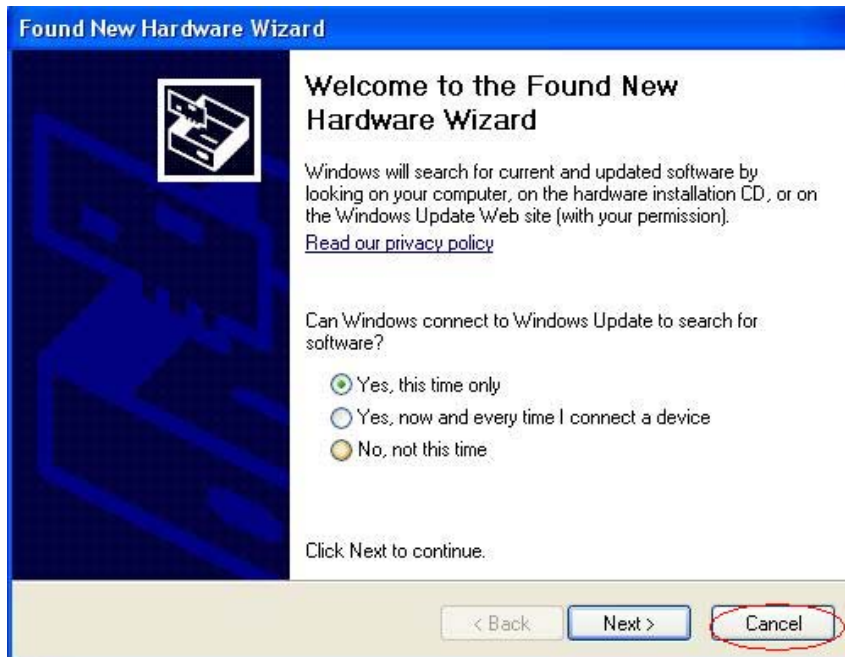 Found New Hardware Wizard
Welcome to the Found New
Hardware Wizard
Windows will search for current and updated software by
looking on your computer, on the hardware installation CD, or on
the Windows Update Web site (with your permission).
Read our privacy policy
Can Windows connect to Windows Update to search for
software?
Yes, this time only
Yes, now and every time I connect a device
No, not this time
Click Next to continue.
< Back Next > Cancel